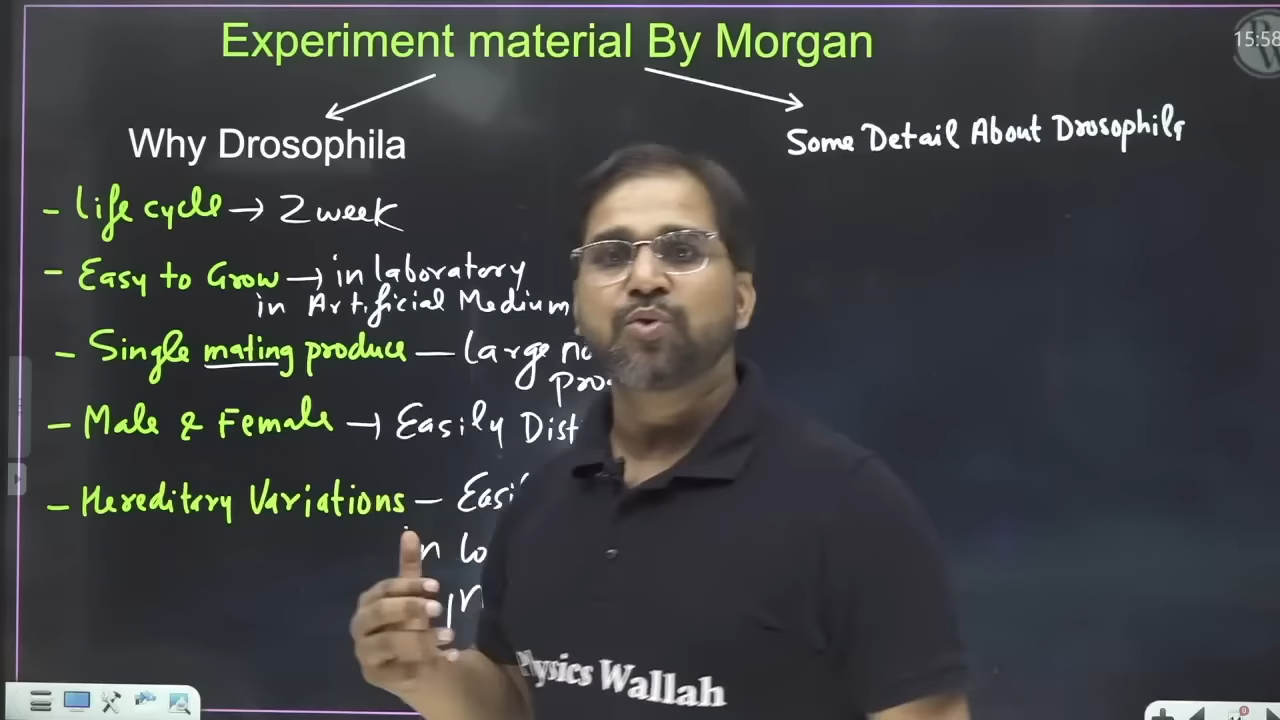 Experiment material By Morgan
15:58
Why Drosophila
Some Detail About Drosophila
- Life cycle → 2 week
- Easy to Grow → in laboratory
in Artificial Medium
- Single mating produce — Large no
- Male & Female → Easily Dist
- Hereditary Variations — Easi
in lo
Physics Wallah